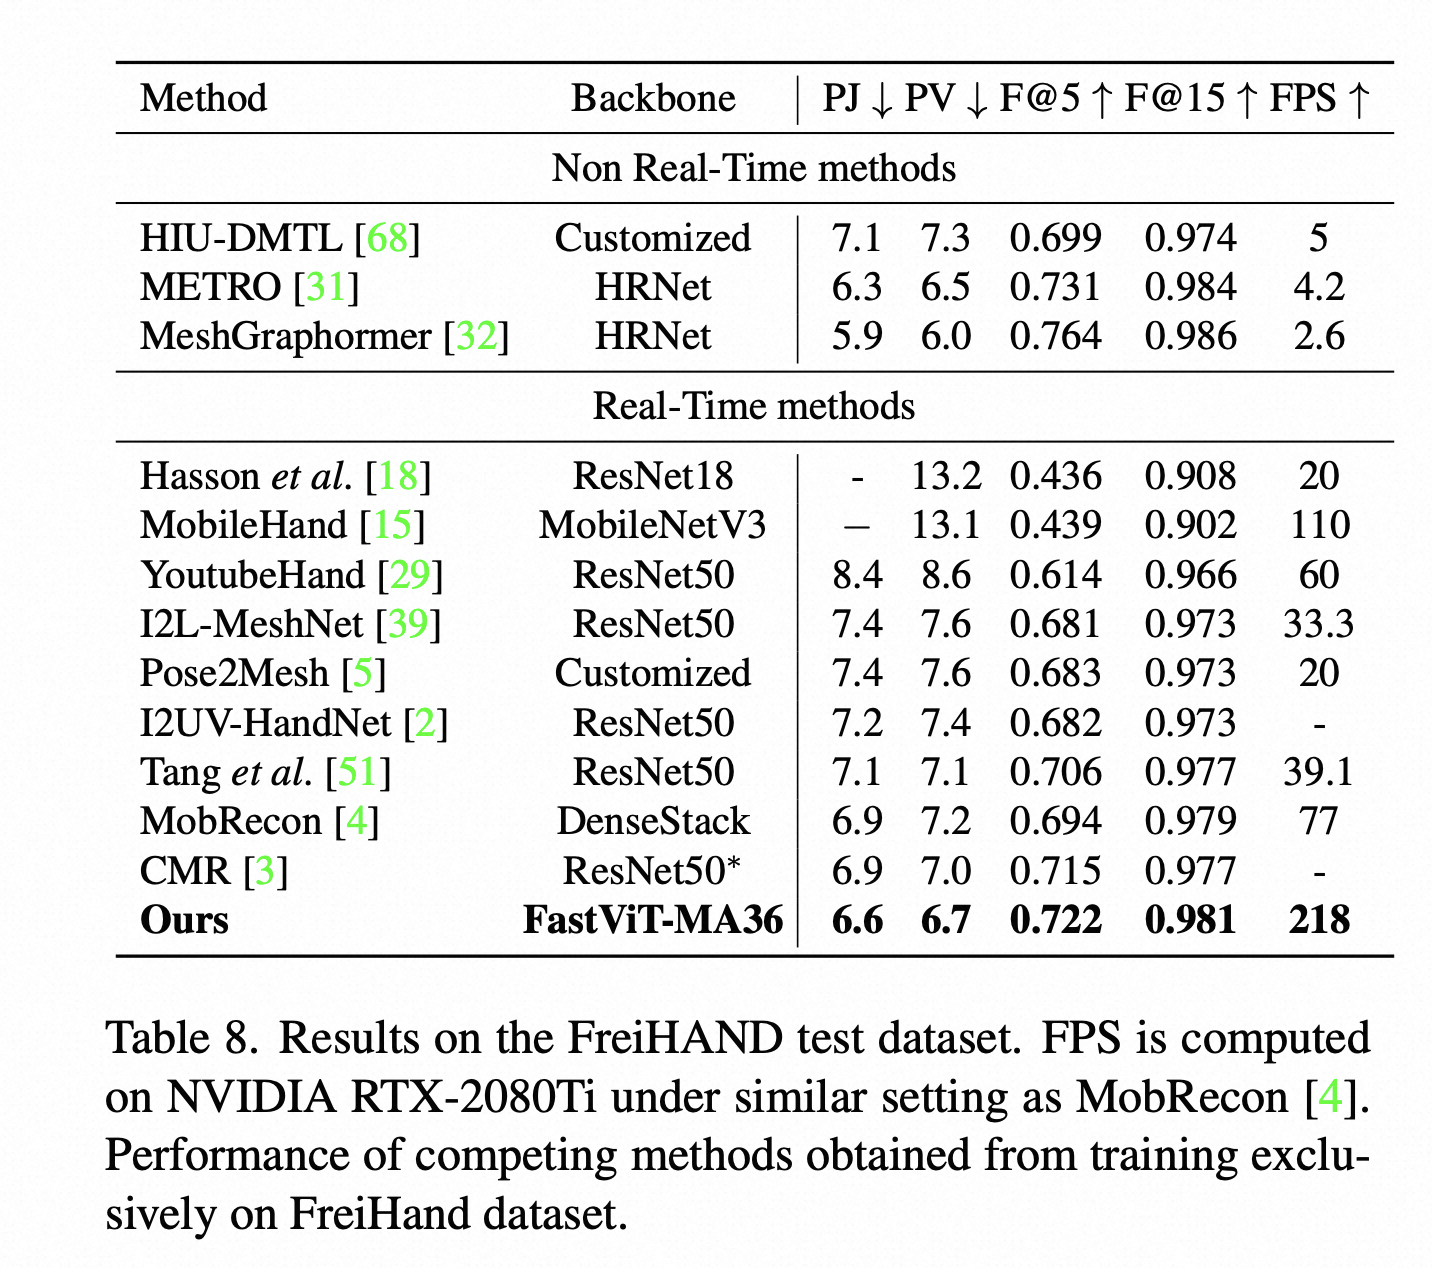 Method Backbone PJ ↓ PV ↓ F@5 ↑ F@15 ↑ FPS ↑
Non Real-Time methods
HIU-DMTL [68] Customized 7.1 7.3 0.699 0.974 5
METRO [31] HRNet 6.3 6.5 0.731 0.984 4.2
MeshGraphormer [32] HRNet 5.9 6.0 0.764 0.986 2.6
Real-Time methods
Hasson et al. [18] ResNet18 - 13.2 0.436 0.908 20
MobileHand [15] MobileNetV3 – 13.1 0.439 0.902 110
YoutubeHand [29] ResNet50 8.4 8.6 0.614 0.966 60
I2L-MeshNet [39] ResNet50 7.4 7.6 0.681 0.973 33.3
Pose2Mesh [5] Customized 7.4 7.6 0.683 0.973 20
I2UV-HandNet [2] ResNet50 7.2 7.4 0.682 0.973 -
Tang et al. [51] ResNet50 7.1 7.1 0.706 0.977 39.1
MobRecon [4] DenseStack 6.9 7.2 0.694 0.979 77
CMR [3] ResNet50* 6.9 7.0 0.715 0.977 -
Ours FastViT-MA36 6.6 6.7 0.722 0.981 218
Table 8. Results on the FreiHAND test dataset. FPS is computed
on NVIDIA RTX-2080Ti under similar setting as MobRecon [4].
Performance of competing methods obtained from training exclu-
sively on FreiHand dataset.